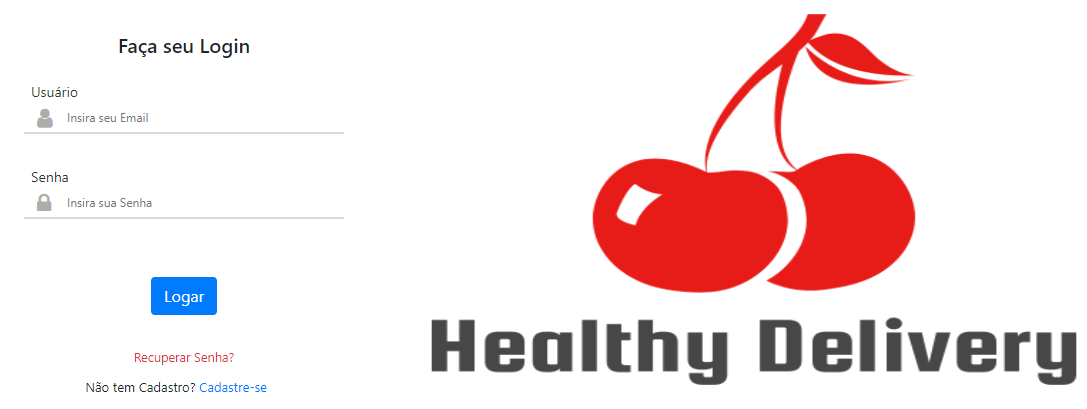 Faça seu Login
Usuário
Insira seu Email
Senha
Insira sua Senha
Logar
Recuperar Senha?
Não tem Cadastro? Cadastre-se
Healthy Delivery